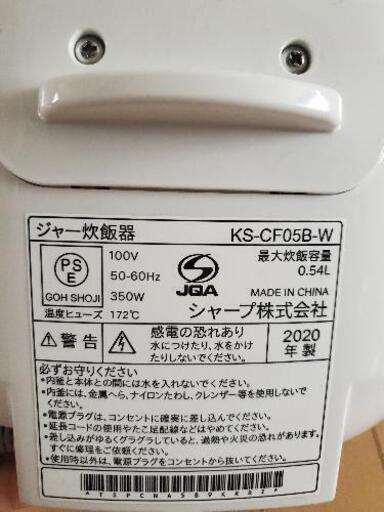 ジャー炊飯器 KS-CF05B-W
PS
E
GOH SHOJI
100V
50-60Hz
350W
温度ヒューズ 172℃
JQA
最大炊飯容量
0.54L
MADE IN CHINA
シャープ株式会社
⚠警告
感電の恐れあり
水につけたり、水をかけ
たりしないでください。
2020
年製
必ずお守りください
•内釜と本体との間には水を入れないでください。
•内釜には、金属へら、ナイロンたわし、クレンザー等を使用しない
でください。
•電源プラグは、コンセントに確実に差し込んでください。
•延長コードの使用やたこ足配線などはしないでください。
•差し込みがゆるくグラグラしていると、過熱や火災の恐れがあります。
すぐに修理をご依頼ください。
•使用時以外は、電源プラグをコンセントから抜いてください。